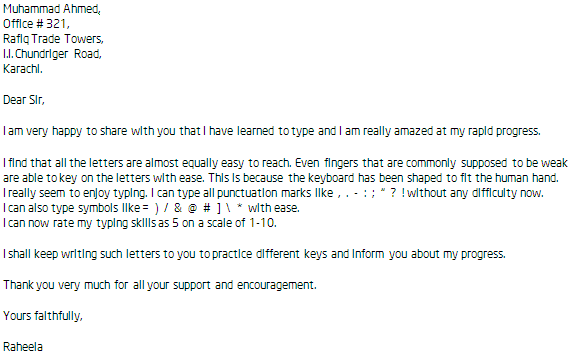 Muhammad Ahmed,
Office # 321,
Rafiq Trade Towers,
I.I. Chundriger Road,
Karachi.
Dear Sir,
I am very happy to share with you that I have learned to type and I am really amazed at my rapid progress.
I find that all the letters are almost equally easy to reach. Even fingers that are commonly supposed to be weak
are able to key on the letters with ease. This is because the keyboard has been shaped to fit the human hand.
I really seem to enjoy typing. I can type all punctuation marks like , . - : ; “ ? ! without any difficulty now.
I can also type symbols like = ) / & @ # ] \ * with ease.
I can now rate my typing skills as 5 on a scale of 1-10.
I shall keep writing such letters to you to practice different keys and inform you about my progress.
Thank you very much for all your support and encouragement.
Yours faithfully,
Raheela